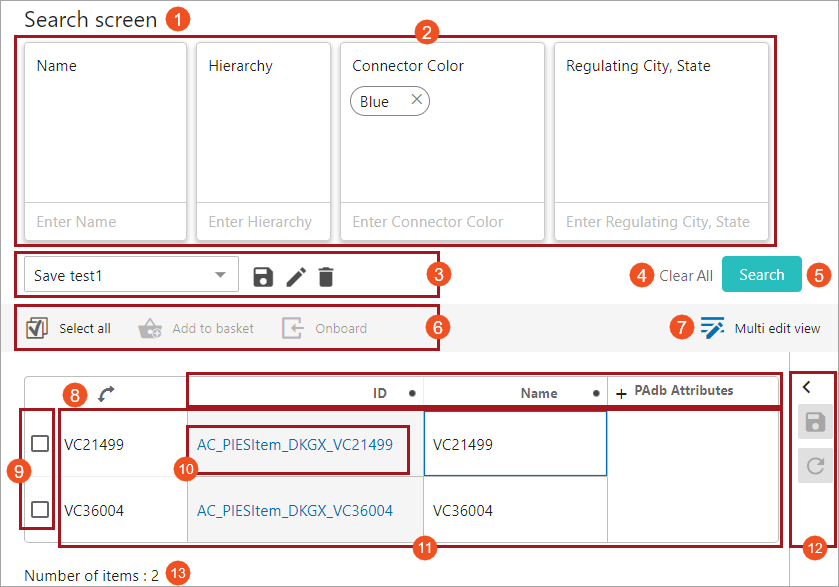 Search screen 1
2
Name Hierarchy Connector Color Regulating City, State
Blue
Enter Name Enter Hierarchy Enter Connector Color Enter Regulating City, State
Save test1 3 4 Clear All Search 5
Select all Add to basket Onboard 6 7 Multi edit view
8 ID Name + PAdb Attributes
9 VC21499 AC_PIESItem_DKGX_VC21499 VC21499
10
VC36004 AC_PIESItem_DKGX_VC36004 VC36004
11 12
Number of items : 2 13